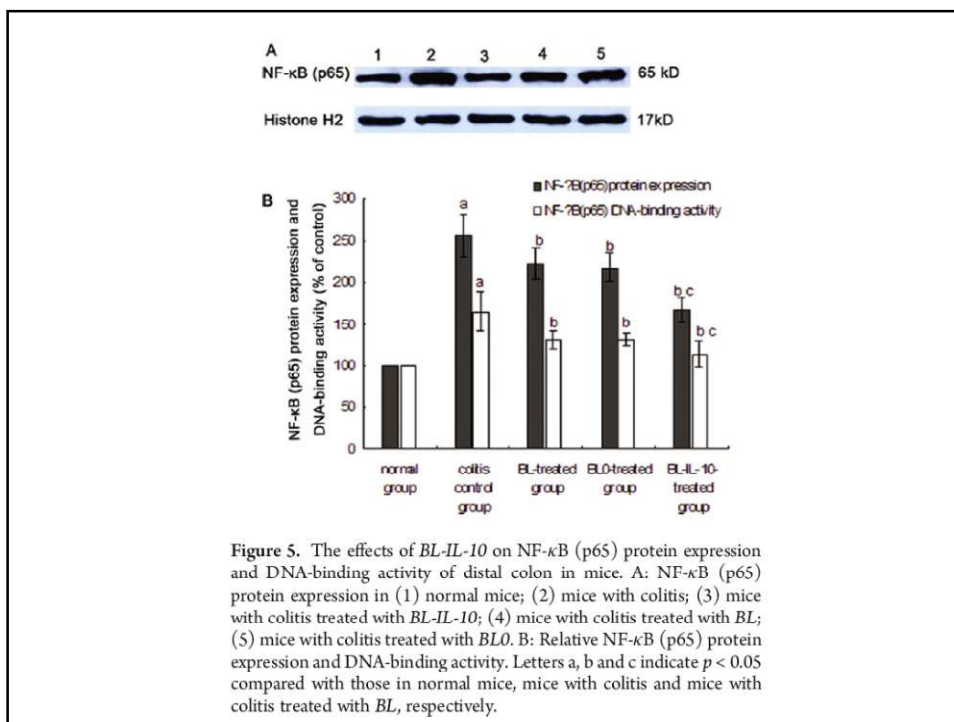 A
1 2 3 4 5
NF-κB (p65) 65 kD
Histone H2 17kD
B
NF-κB (p65) protein expression and
DNA-binding activity (% of control)
300
250
200
150
100
50
0
NF-?B(p65)protein expression
NF-?B(p65) DNA-binding activity
a
a
b
b
b
b
b c
b c
normal
group
colitis
control
group
BL-treated
group
BL0-treated
group
BL-IL-10-
treated
group
Figure 5. The effects of BL-IL-10 on NF-κB (p65) protein expression
and DNA-binding activity of distal colon in mice. A: NF-κB (p65)
protein expression in (1) normal mice; (2) mice with colitis; (3) mice
with colitis treated with BL-IL-10; (4) mice with colitis treated with BL;
(5) mice with colitis treated with BL0. B: Relative NF-κB (p65) protein
expression and DNA-binding activity. Letters a, b and c indicate p < 0.05
compared with those in normal mice, mice with colitis and mice with
colitis treated with BL, respectively.